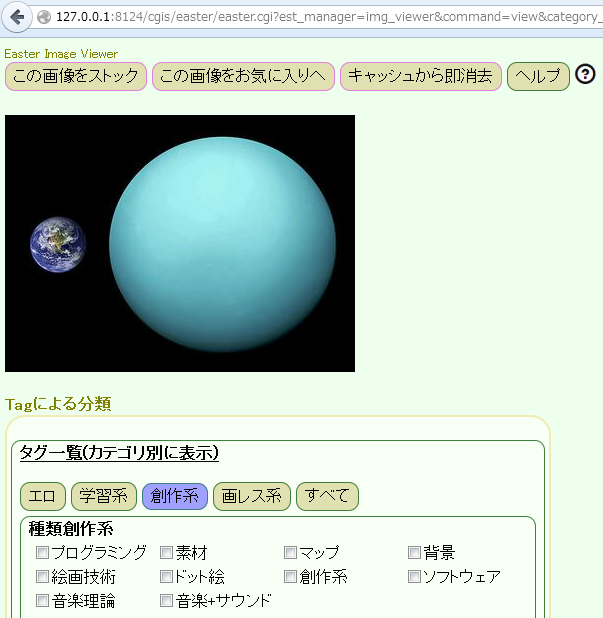 127.0.0.1:8124/cgis/easter/easter.cgi?est_manager=img_viewer&command=view&category_
Easter Image Viewer
この画像をストック この画像をお気に入りへ キャッシュから即消去 ヘルプ ?
Tagによる分類
タグ一覧(カテゴリ別に表示)
エロ 学習系 創作系 画レス系 すべて
種類創作系
プログラミング 素材 マップ 背景
絵画技術 ドット絵 創作系 ソフトウェア
音楽理論 音楽+サウンド